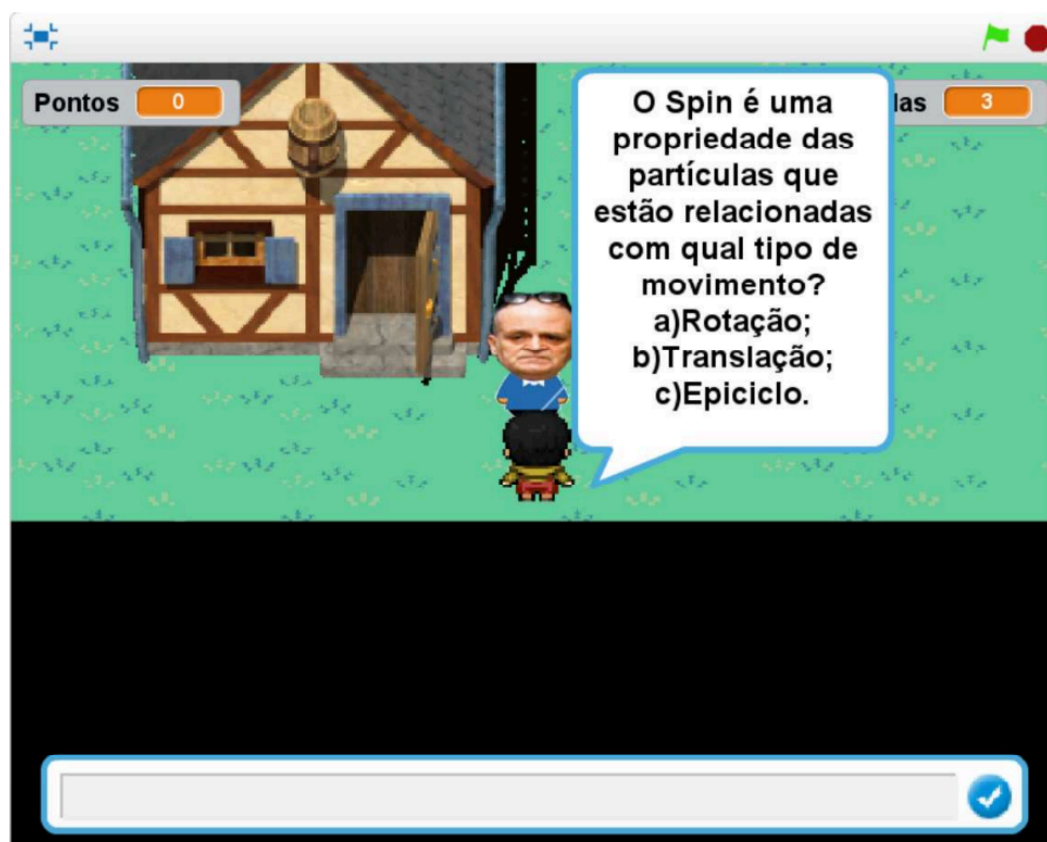 Pontos 0
O Spin é uma
propriedade das
partículas que
estão relacionadas
com qual tipo de
movimento?
a)Rotação;
b)Translação;
c)Epiciclo.
3